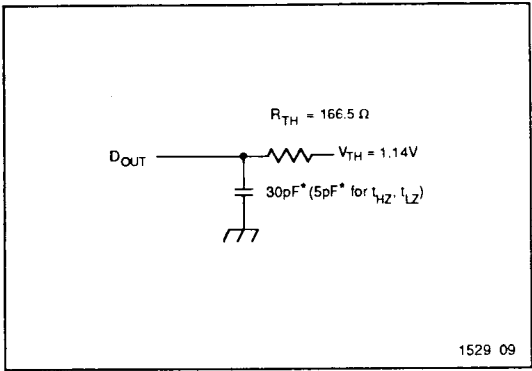 R_TH = 166.5 Ω
D_OUT
V_TH = 1.14V
30pF* (5pF* for t_HZ, t_LZ)
1529 09